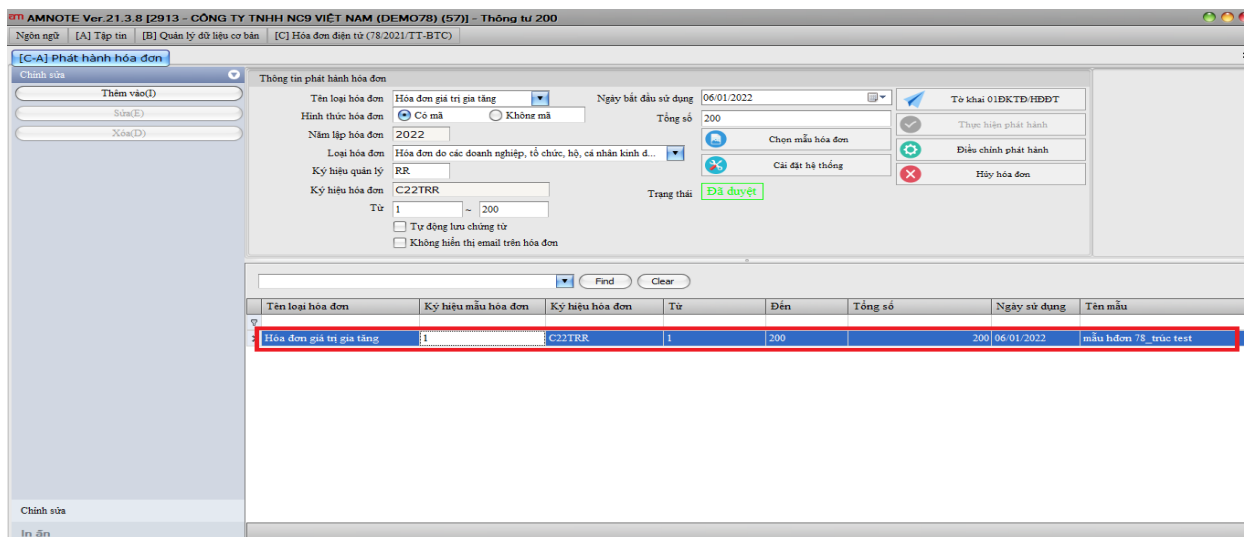 AMNOTE Ver.21.3.8 [2913 - CÔNG TY TNHH NC9 VIỆT NAM (DEMO78) (57)] - Thông tư 200
Ngôn ngữ [A] Tập tin [B] Quản lý dữ liệu cơ bản [C] Hóa đơn điện tử (78/2021/TT-BTC)
[C-A] Phát hành hóa đơn
Chỉnh sửa
Thêm vào(I)
Sửa(E)
Xóa(D)
Thông tin phát hành hóa đơn
Tên loại hóa đơn Hóa đơn giá trị gia tăng Ngày bắt đầu sử dụng 06/01/2022 Tờ khai 01ĐKTĐ/HĐĐT
Hình thức hóa đơn Có mã Không mã Tổng số 200 Thực hiện phát hành
Năm lập hóa đơn 2022 Chọn mẫu hóa đơn Điều chỉnh phát hành
Loại hóa đơn Hóa đơn do các doanh nghiệp, tổ chức, hộ, cá nhân kinh d... Cài đặt hệ thống Hủy hóa đơn
Ký hiệu quản lý RR
Ký hiệu hóa đơn C22TRR Trạng thái Đã duyệt
Từ 1 ~ 200
Tự động lưu chứng từ
Không hiển thị email trên hóa đơn
Find Clear
Tên loại hóa đơn Ký hiệu mẫu hóa đơn Ký hiệu hóa đơn Từ Đến Tổng số Ngày sử dụng Tên mẫu
Hóa đơn giá trị gia tăng 1 C22TRR 1 200 200 06/01/2022 mẫu hđơn 78_trúc test
Chỉnh sửa
In ấn